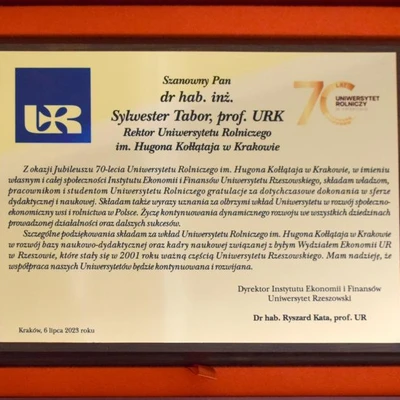 UR
Szanowny Pan
dr hab. inż.
Sylwester Tabor, prof. URK
Rektor Uniwersytetu Rolniczego
im. Hugona Kołłątaja w Krakowie
70 LECIE
UNIWERSYTET
ROLNICZY
Z okazji Jubileuszu 70-lecia Uniwersytetu Rolniczego im. Hugona Kołłątaja w Krakowie, w imieniu
własnym i całej społeczności Instytutu Ekonomii i Finansów Uniwersytetu Rzeszowskiego, składam władzom,
pracownikom i studentom Uniwersytetu Rolniczego gratulacje za dotychczasowe dokonania w sferze
dydaktycznej i naukowej. Składam także wyrazy uznania za olbrzymi wkład Uniwersytetu w rozwój społeczno-
ekonomiczny wsi i rolnictwa w Polsce. Życzę kontynuowania dynamicznego rozwoju we wszystkich dziedzinach
prowadzonej działalności oraz dalszych sukcesów.
Szczególne podziękowania składam za wkład Uniwersytetu Rolniczego im. Hugona Kołłątaja w Krakowie
w rozwój bazy naukowo-dydaktycznej oraz kadry naukowej związanej z byłym Wydziałem Ekonomii UR
w Rzeszowie, które stały się w 2001 roku ważną częścią Uniwersytetu Rzeszowskiego. Mam nadzieję, że
współpraca naszych Uniwersytetów będzie kontynuowana i rozwijana.
Dyrektor Instytutu Ekonomii i Finansów
Uniwersytet Rzeszowski
Kraków, 6 lipca 2023 roku
Dr hab. Ryszard Kata, prof. UR